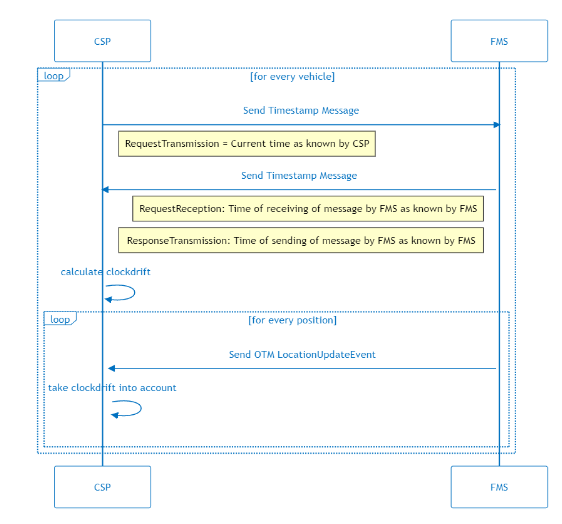 CSP
FMS
loop
[for every vehicle]
Send Timestamp Message
RequestTransmission = Current time as known by CSP
Send Timestamp Message
RequestReception: Time of receiving of message by FMS as known by FMS
ResponseTransmission: Time of sending of message by FMS as known by FMS
calculate clockdrift
loop
[for every position]
Send OTM LocationUpdateEvent
take clockdrift into account
CSP
FMS